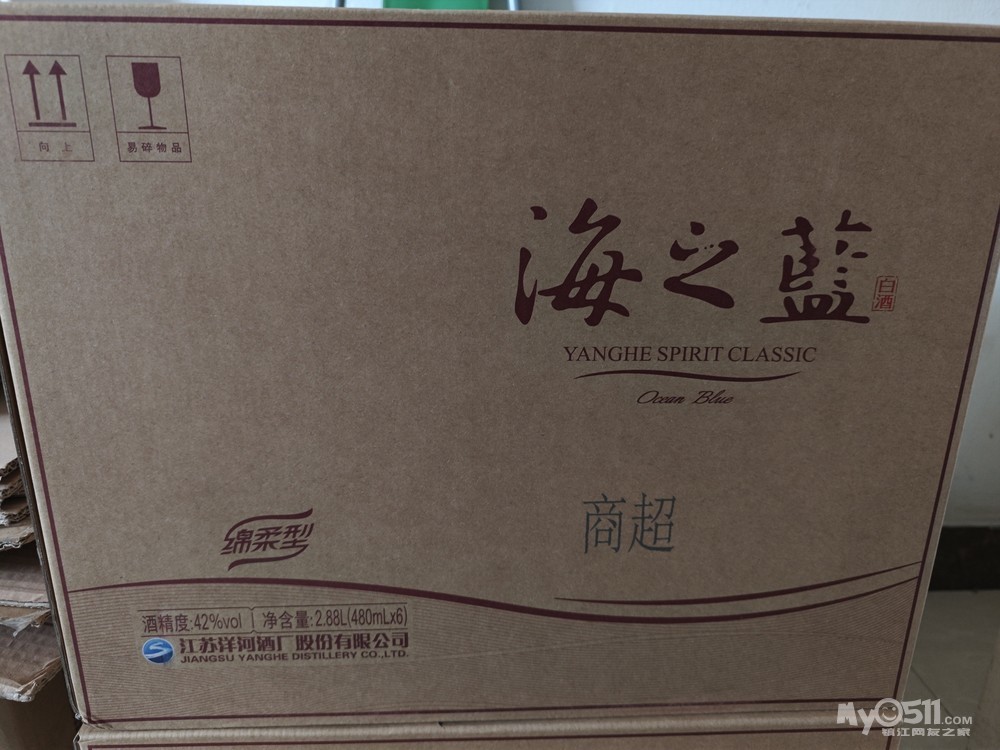 向上
易碎物品
海之藍
白酒
YANGHE SPIRIT CLASSIC
Ocean Blue
商超
绵柔型
酒精度:42%vol | 净含量:2.88L(480mLx6)
江苏洋河酒厂股份有限公司
JIANGSU YANGHE DISTILLERY CO.,LTD.
My0511.COM
镇江网友之家